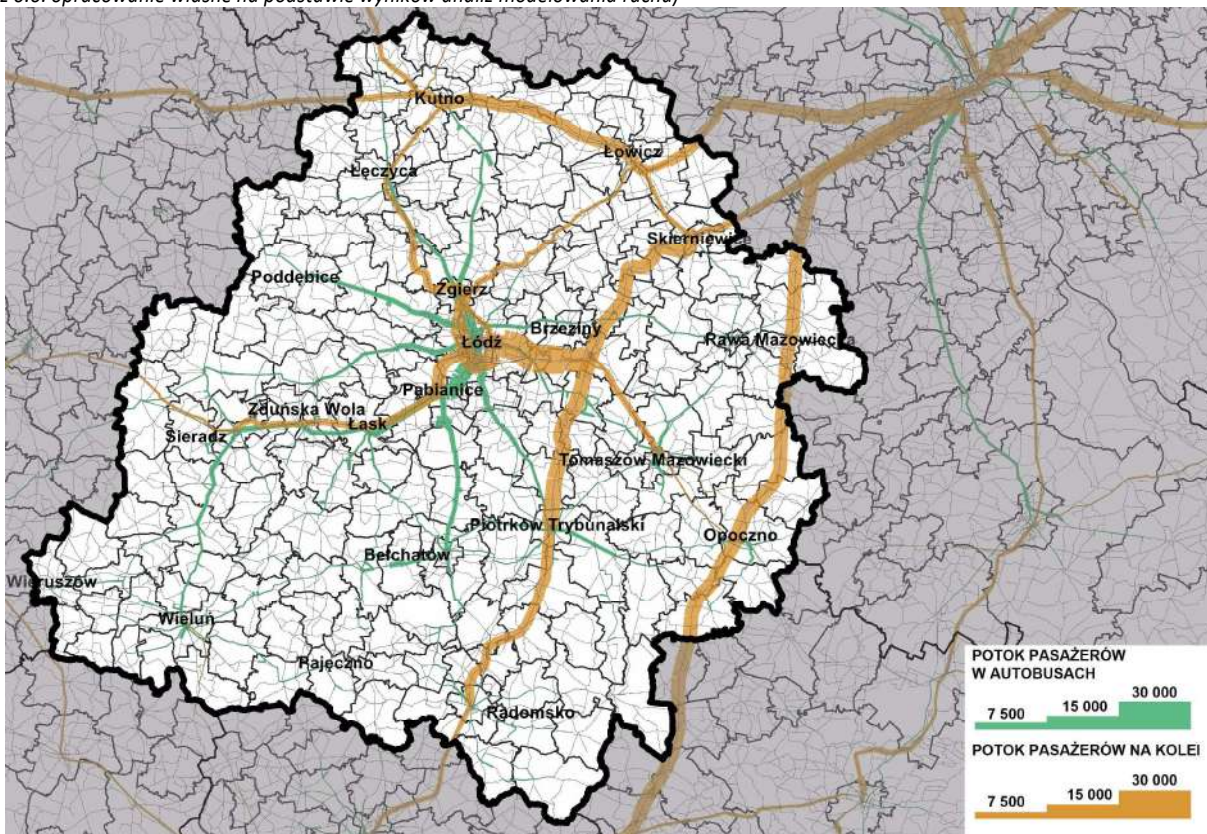 opracowanie własne na podstawie wyników analiz modelowania ruchu)
Kutno
Łowicz
Łęczyca
Skierniewice
Poddębice
Zgierz
Brzeziny
Łódź
Rawa Mazowiecka
Pabianice
Zduńska Wola
Łask
Sieradz
Tomaszów Mazowiecki
Piotrków Trybunalski
Opoczno
Bełchatów
Wieruszów
Wieluń
Pajęczno
Radomsko
POTOK PASAŻERÓW
W AUTOBUSACH
7 500
15 000
30 000
POTOK PASAŻERÓW NA KOLEI
7 500
15 000
30 000